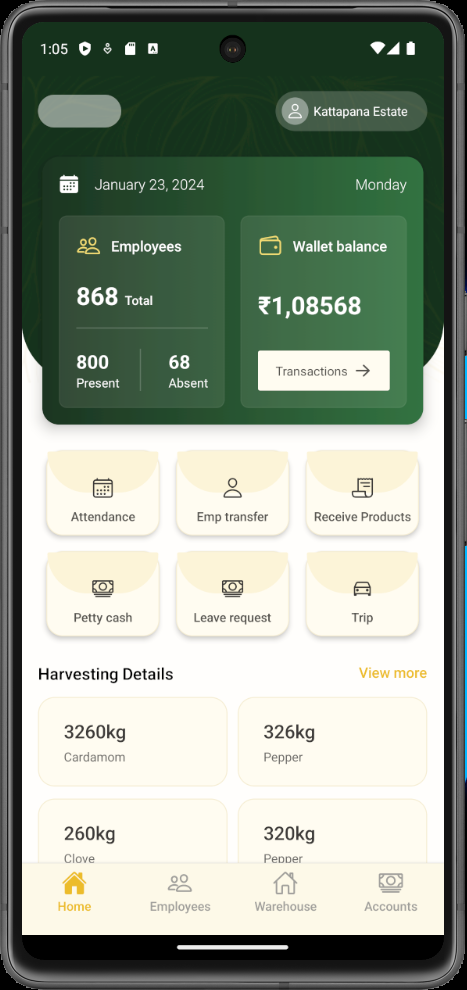 1:05
Kattapana Estate
January 23, 2024
Monday
Employees
Wallet balance
868 Total
₹1,08568
800
68
Present
Absent
Transactions
Attendance
Emp transfer
Receive Products
Petty cash
Leave request
Trip
Harvesting Details
View more
3260kg
326kg
Cardamom
Pepper
260kg
320kg
Clove
Pepper
Home
Employees
Warehouse
Accounts